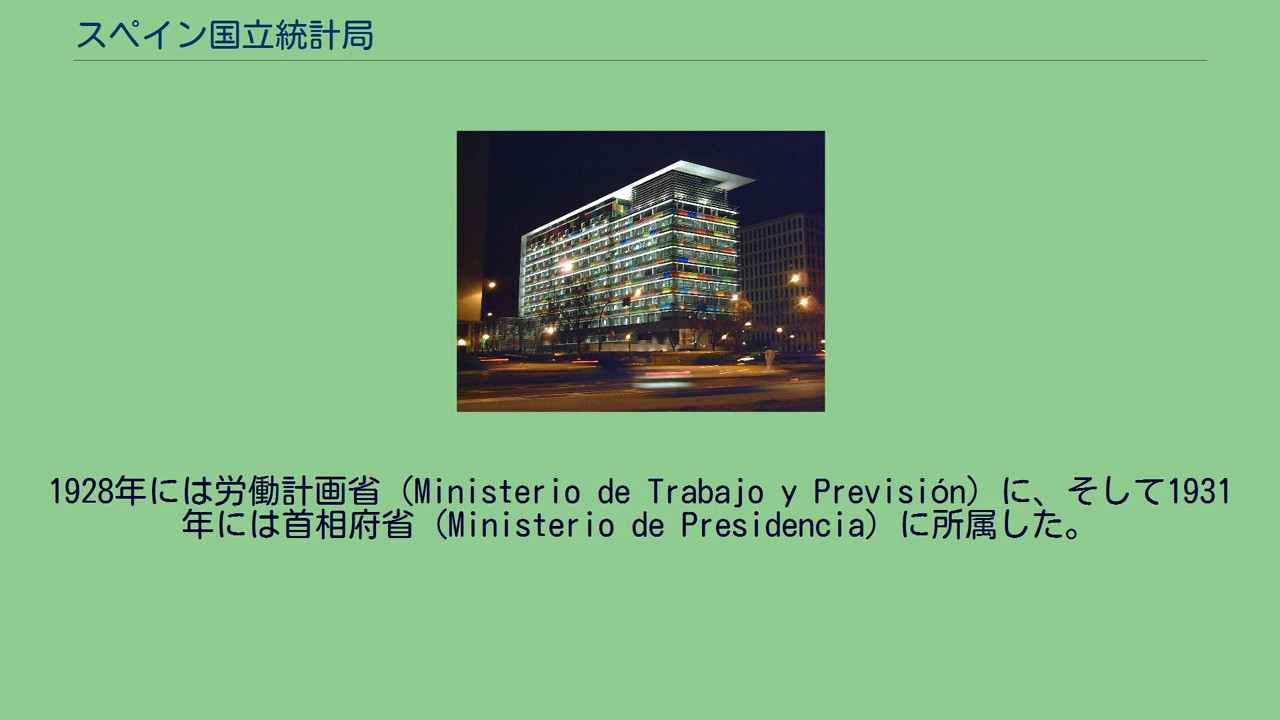 スペイン国立統計局
1928年には労働計画省（Ministerio de Trabajo y Previsión）に、そして1931
年には首相府省（Ministerio de Presidencia）に所属した。